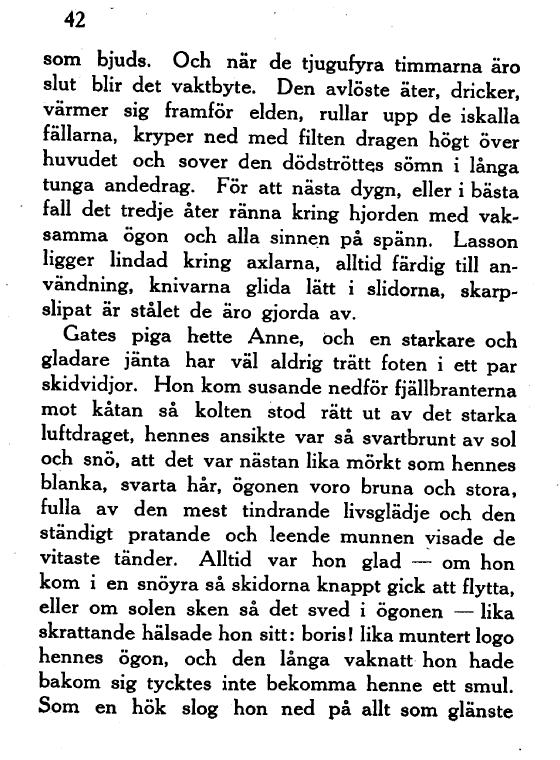 42
som bjuds. Och när de tjugufyra timmarna äro
slut blir det vaktbyte. Den avlöste äter, dricker,
värmer sig framför elden, rullar upp de iskalla
fällarna, kryper ned med filten dragen högt över
huvudet och sover den dödströttes sömn i långa
tunga andedrag. För att nästa dygn, eller i bästa
fall det tredje åter ränna kring hjorden med vak-
samma ögon och alla sinnen på spänn. Lasson
ligger lindad kring axlarna, alltid färdig till an-
vändning, knivarna glida lätt i slidorna, skarp-
slipat är stålet de äro gjorda av.
Gates piga hette Anne, och en starkare och
gladare jänta har väl aldrig trätt foten i ett par
skidvidjor. Hon kom susande nedför fjällbranterna
mot kåtan så kolten stod rätt ut av det starka
luftdraget, hennes ansikte var så svartbrunt av sol
och snö, att det var nästan lika mörkt som hennes
blanka, svarta hår, ögonen voro bruna och stora,
fulla av den mest tindrande livsglädje och den
ständigt pratande och leende munnen visade de
vitaste tänder. Alltid var hon glad — om hon
kom i en snöyra så skidorna knappt gick att flytta,
eller om solen sken så det sved i ögonen — lika
skrattande hälsade hon sitt: boris! lika muntert logo
hennes ögon, och den långa vaknatt hon hade
bakom sig tycktes inte bekomma henne ett smul.
Som en hök slog hon ned på allt som glänste